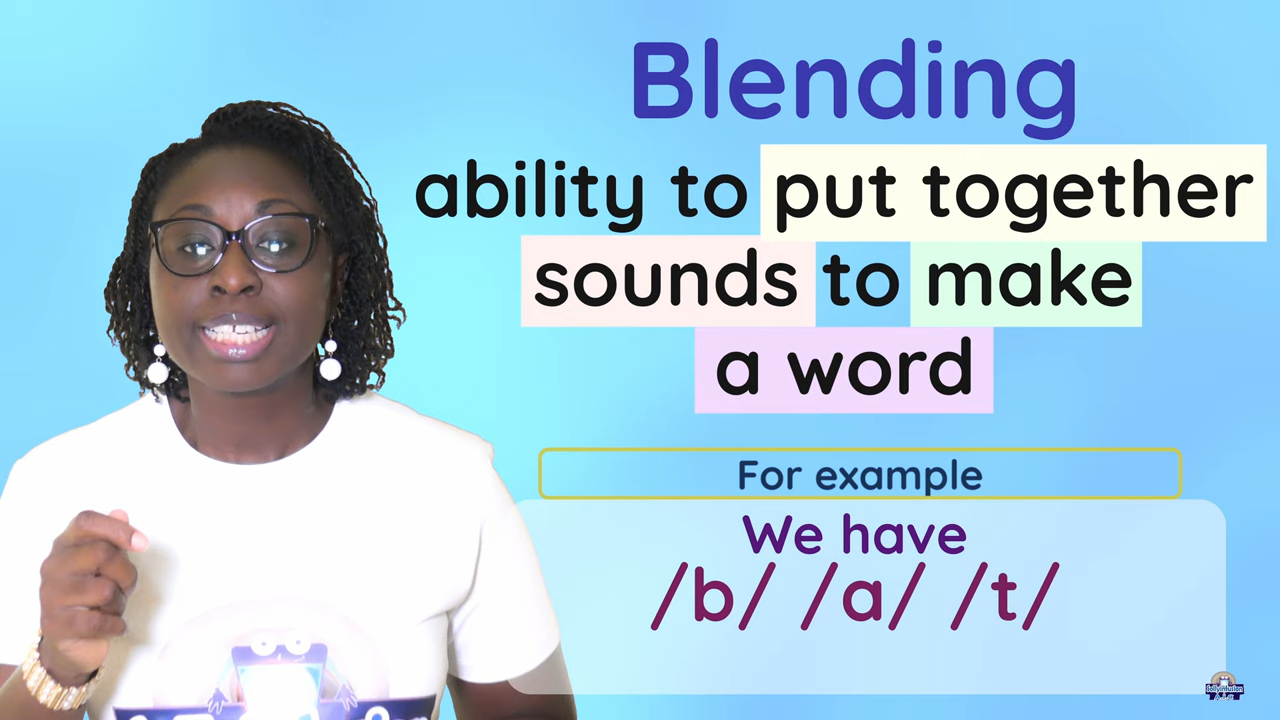 Blending
ability to put together
sounds to make
a word
For example
We have
/b/ /a/ /t/